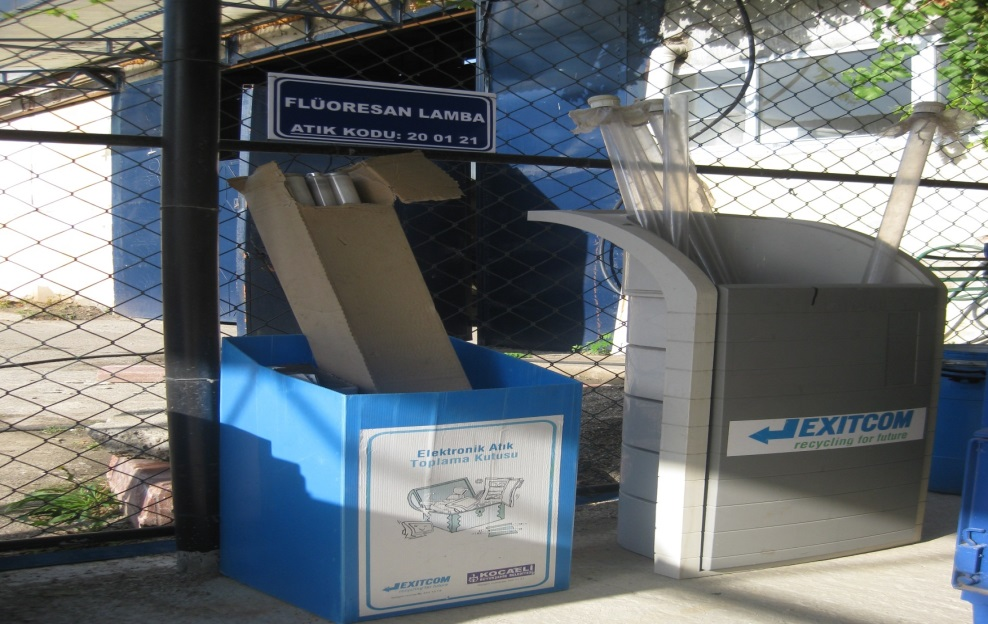 FLÜORESAN LAMBA
ATIK KODU: 20 01 21
EXITCOM
recycling for future
Elektronik Atık
Toplama Kutusu
EXITCOM
KOCAELİ